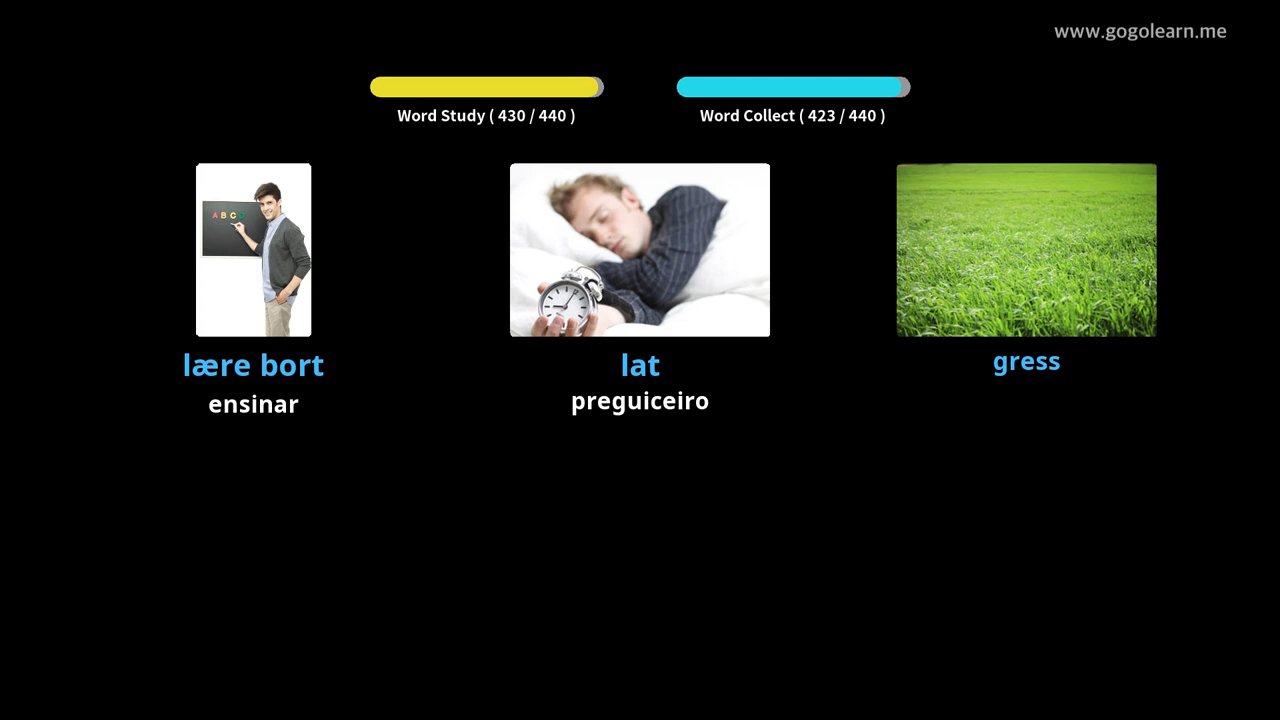 www.gogolearn.me
Word Study ( 430 / 440 )
Word Collect ( 423 / 440 )
A B C D
lære bort
ensinar
lat
preguiceiro
gress